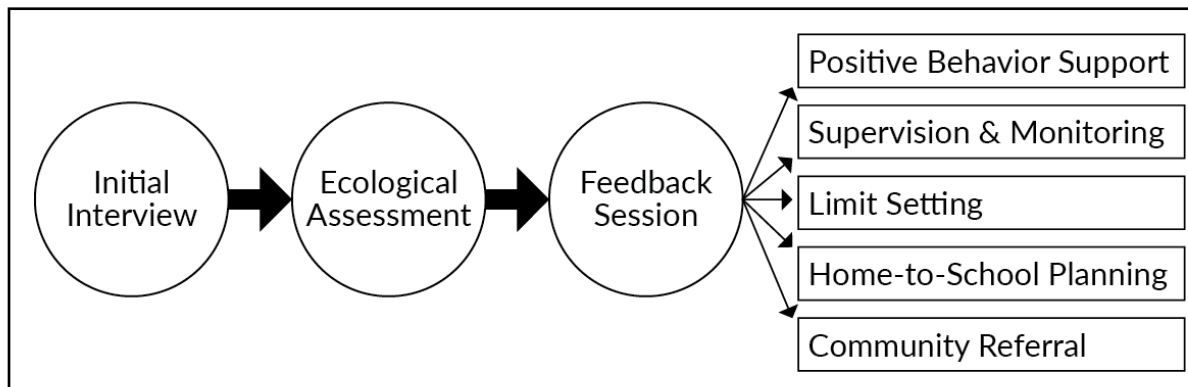 Initial
Interview
Ecological
Assessment
Feedback
Session
Positive Behavior Support
Supervision & Monitoring
Limit Setting
Home-to-School Planning
Community Referral